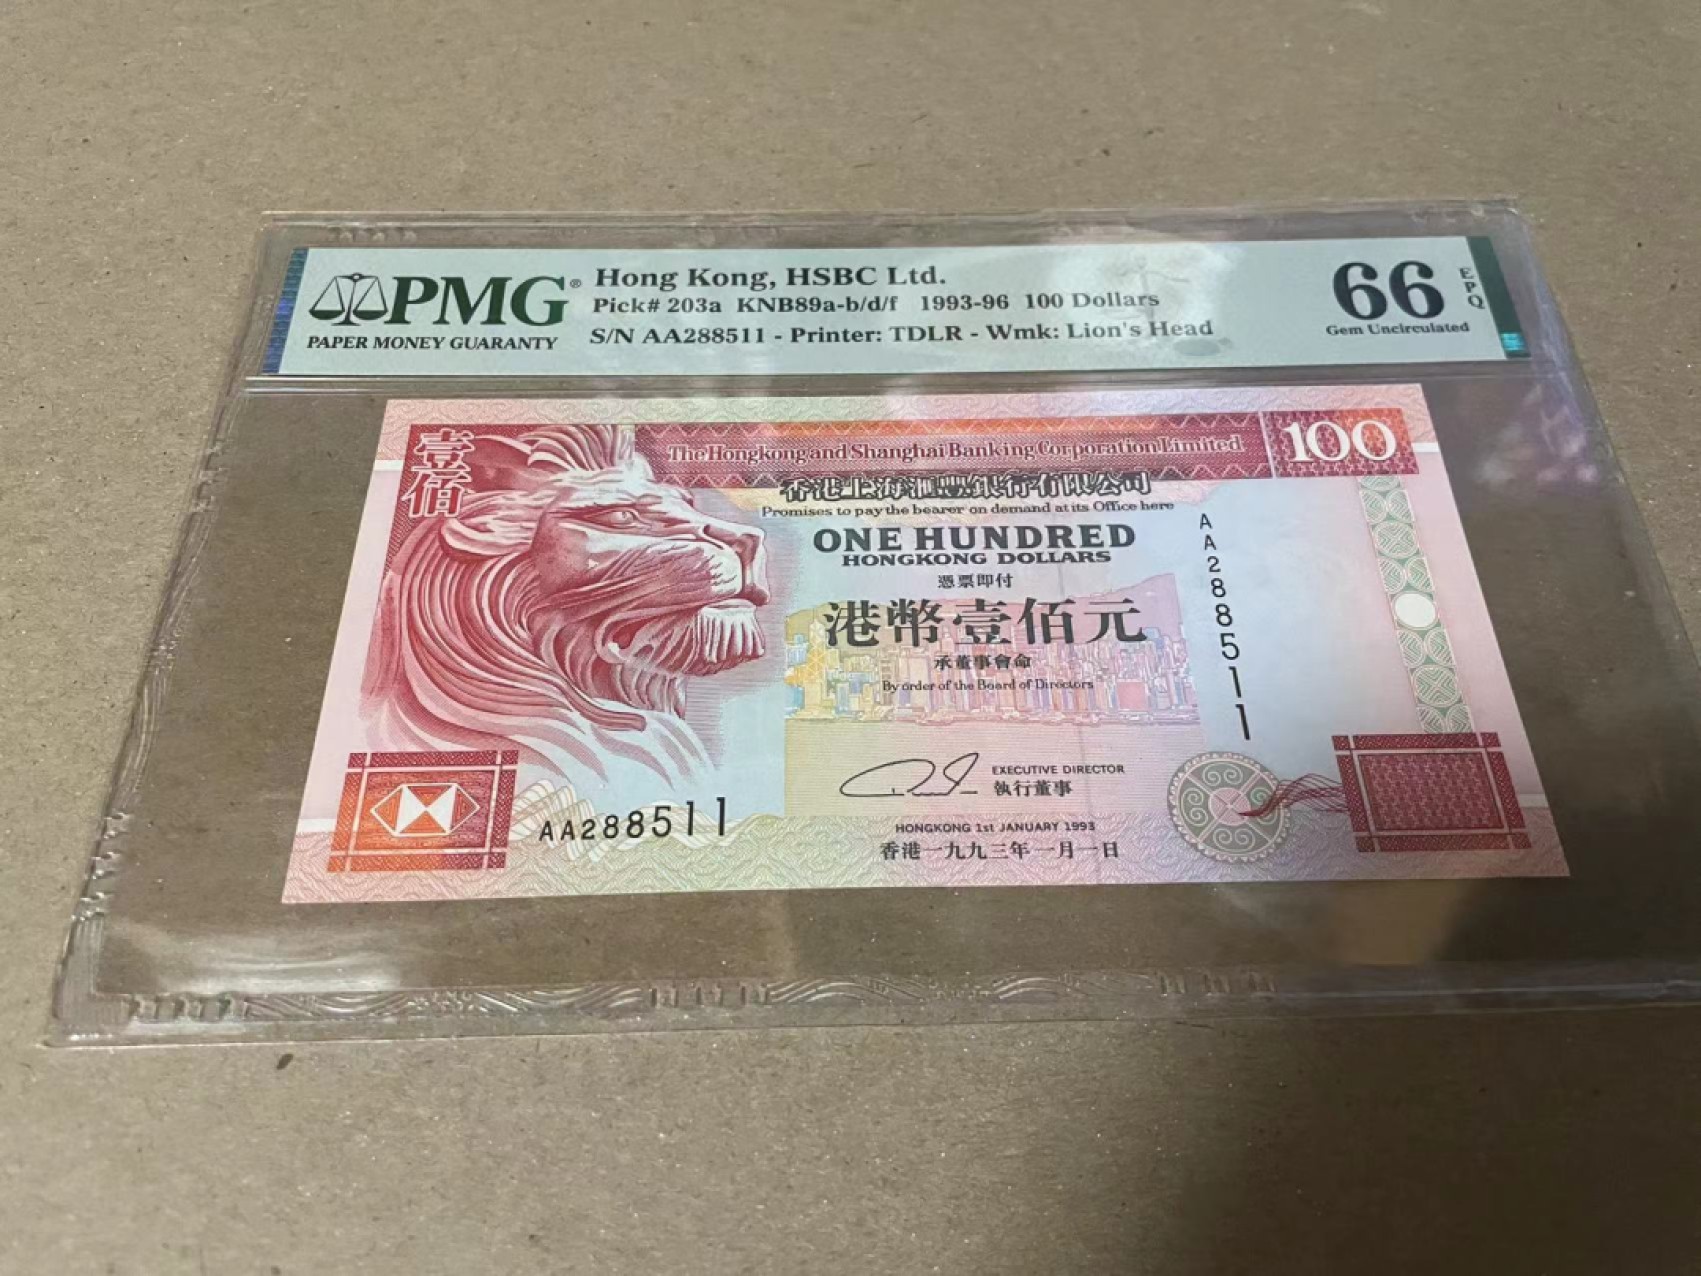 PMG®
PAPER MONEY GUARANTY
Hong Kong, HSBC Ltd.
Pick# 203a KNB89a-b/d/f 1993-96 100 Dollars
S/N AA288511 - Printer: TDLR - Wmk: Lion's Head
66 EPQ
Gem Uncirculated
壹佰
The Hongkong and Shanghai Banking Corporation Limited
100
香港上海滙豐銀行有限公司
Promises to pay the bearer on demand at its Office here
ONE HUNDRED
HONGKONG DOLLARS
憑票即付
港幣壹佰元
承董事會命
By order of the Board of Directors
AA288511
EXECUTIVE DIRECTOR
執行董事
AA288511
HONGKONG 1st JANUARY 1993
香港一九九三年一月一日